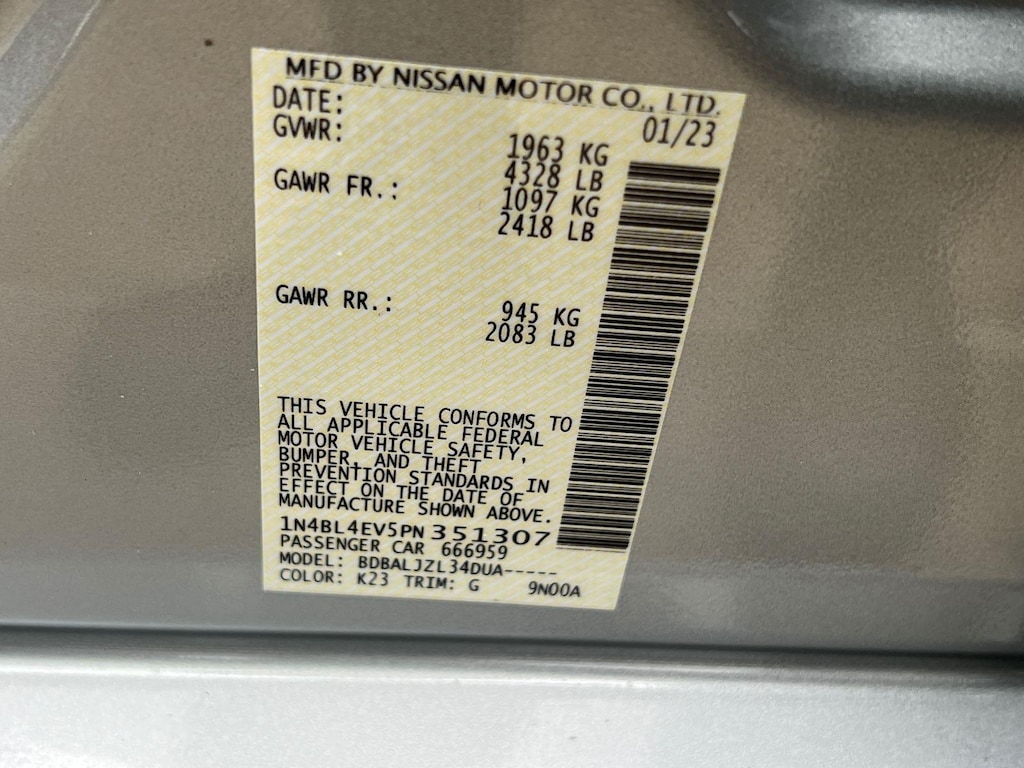 MFD BY NISSAN MOTOR CO., LTD.
DATE: 01/23
GVWR: 1963 KG
4328 LB
GAWR FR.: 1097 KG
2418 LB
GAWR RR.: 945 KG
2083 LB
THIS VEHICLE CONFORMS TO
ALL APPLICABLE FEDERAL
MOTOR VEHICLE SAFETY,
BUMPER, AND THEFT
PREVENTION STANDARDS IN
EFFECT ON THE DATE OF
MANUFACTURE SHOWN ABOVE.
1N4BL4EV5PN351307
PASSENGER CAR 666959
MODEL: BDBALJZL34DUA-----
COLOR: K23 TRIM: G 9N00A